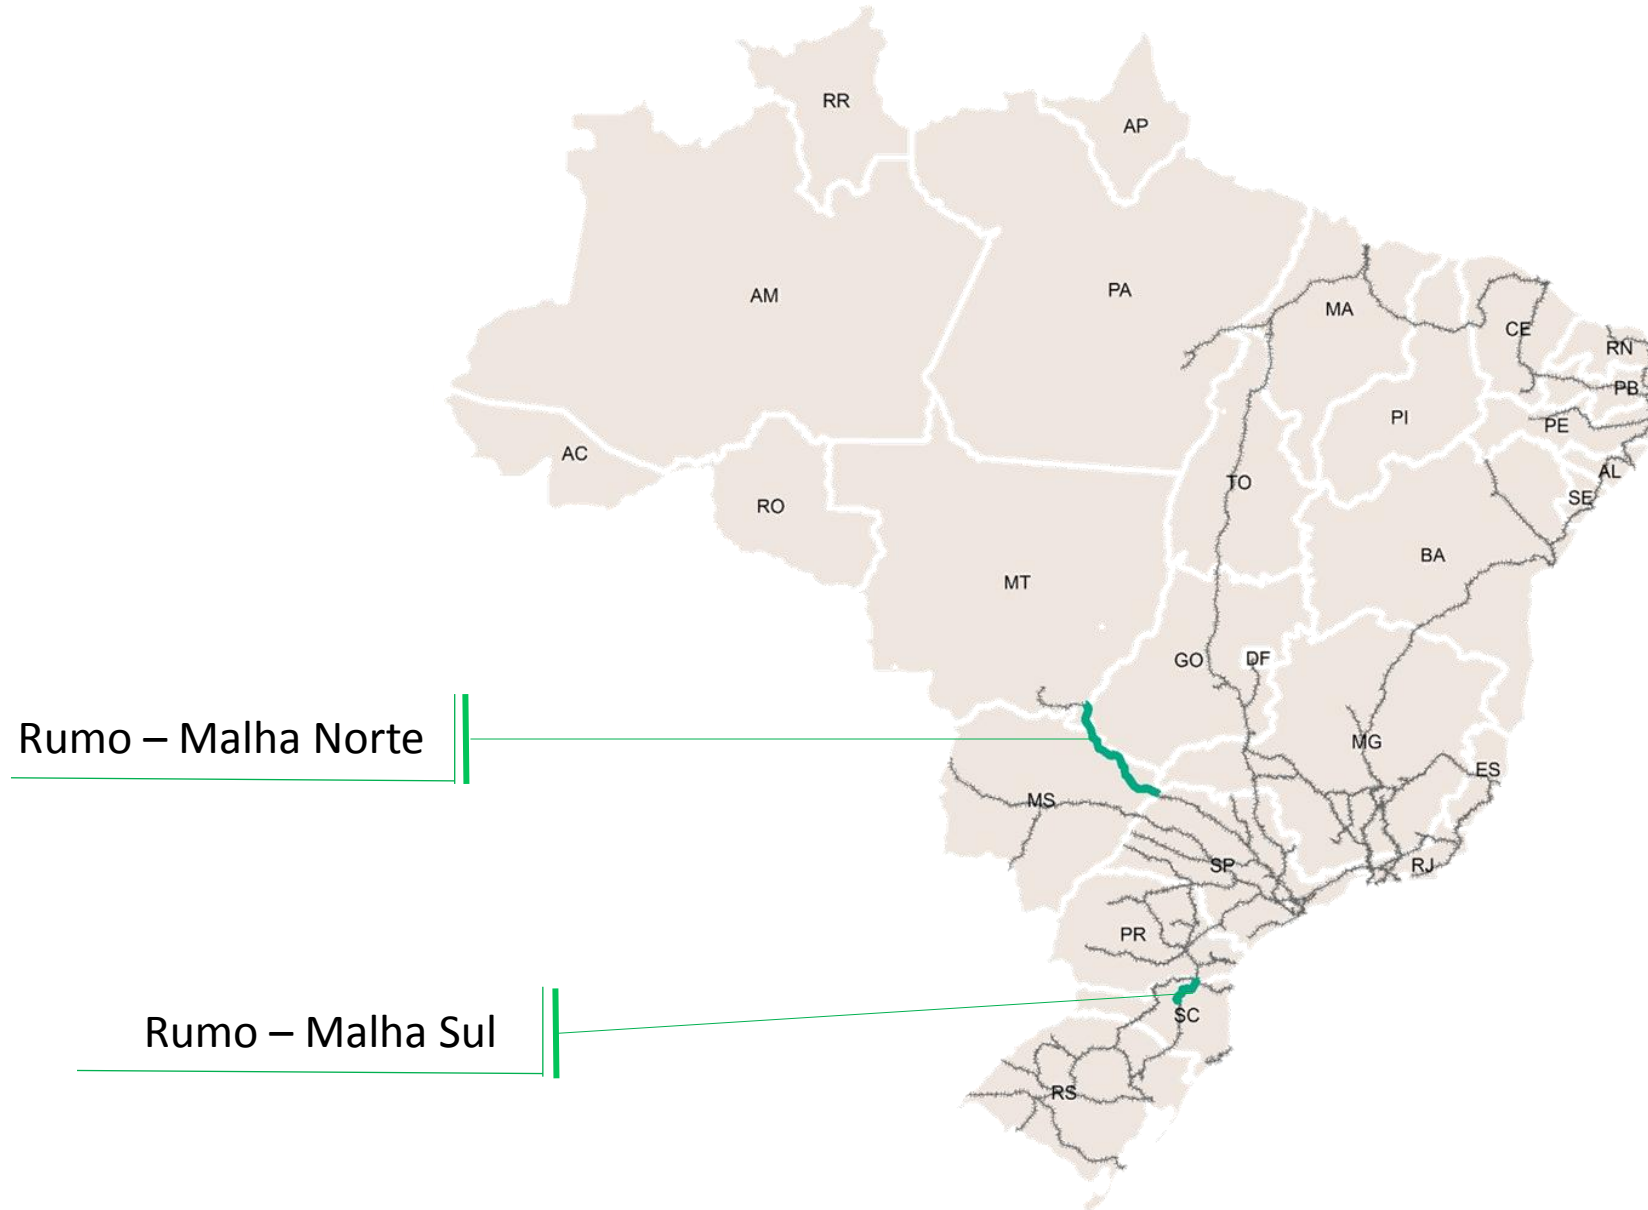 RR
AP
AM
PA
MA
CE
RN
PB
PI
PE
AC
AL
TO
SE
RO
BA
MT
GO
DF
Rumo – Malha Norte
MG
ES
MS
SP
RJ
PR
Rumo – Malha Sul
SC
RS